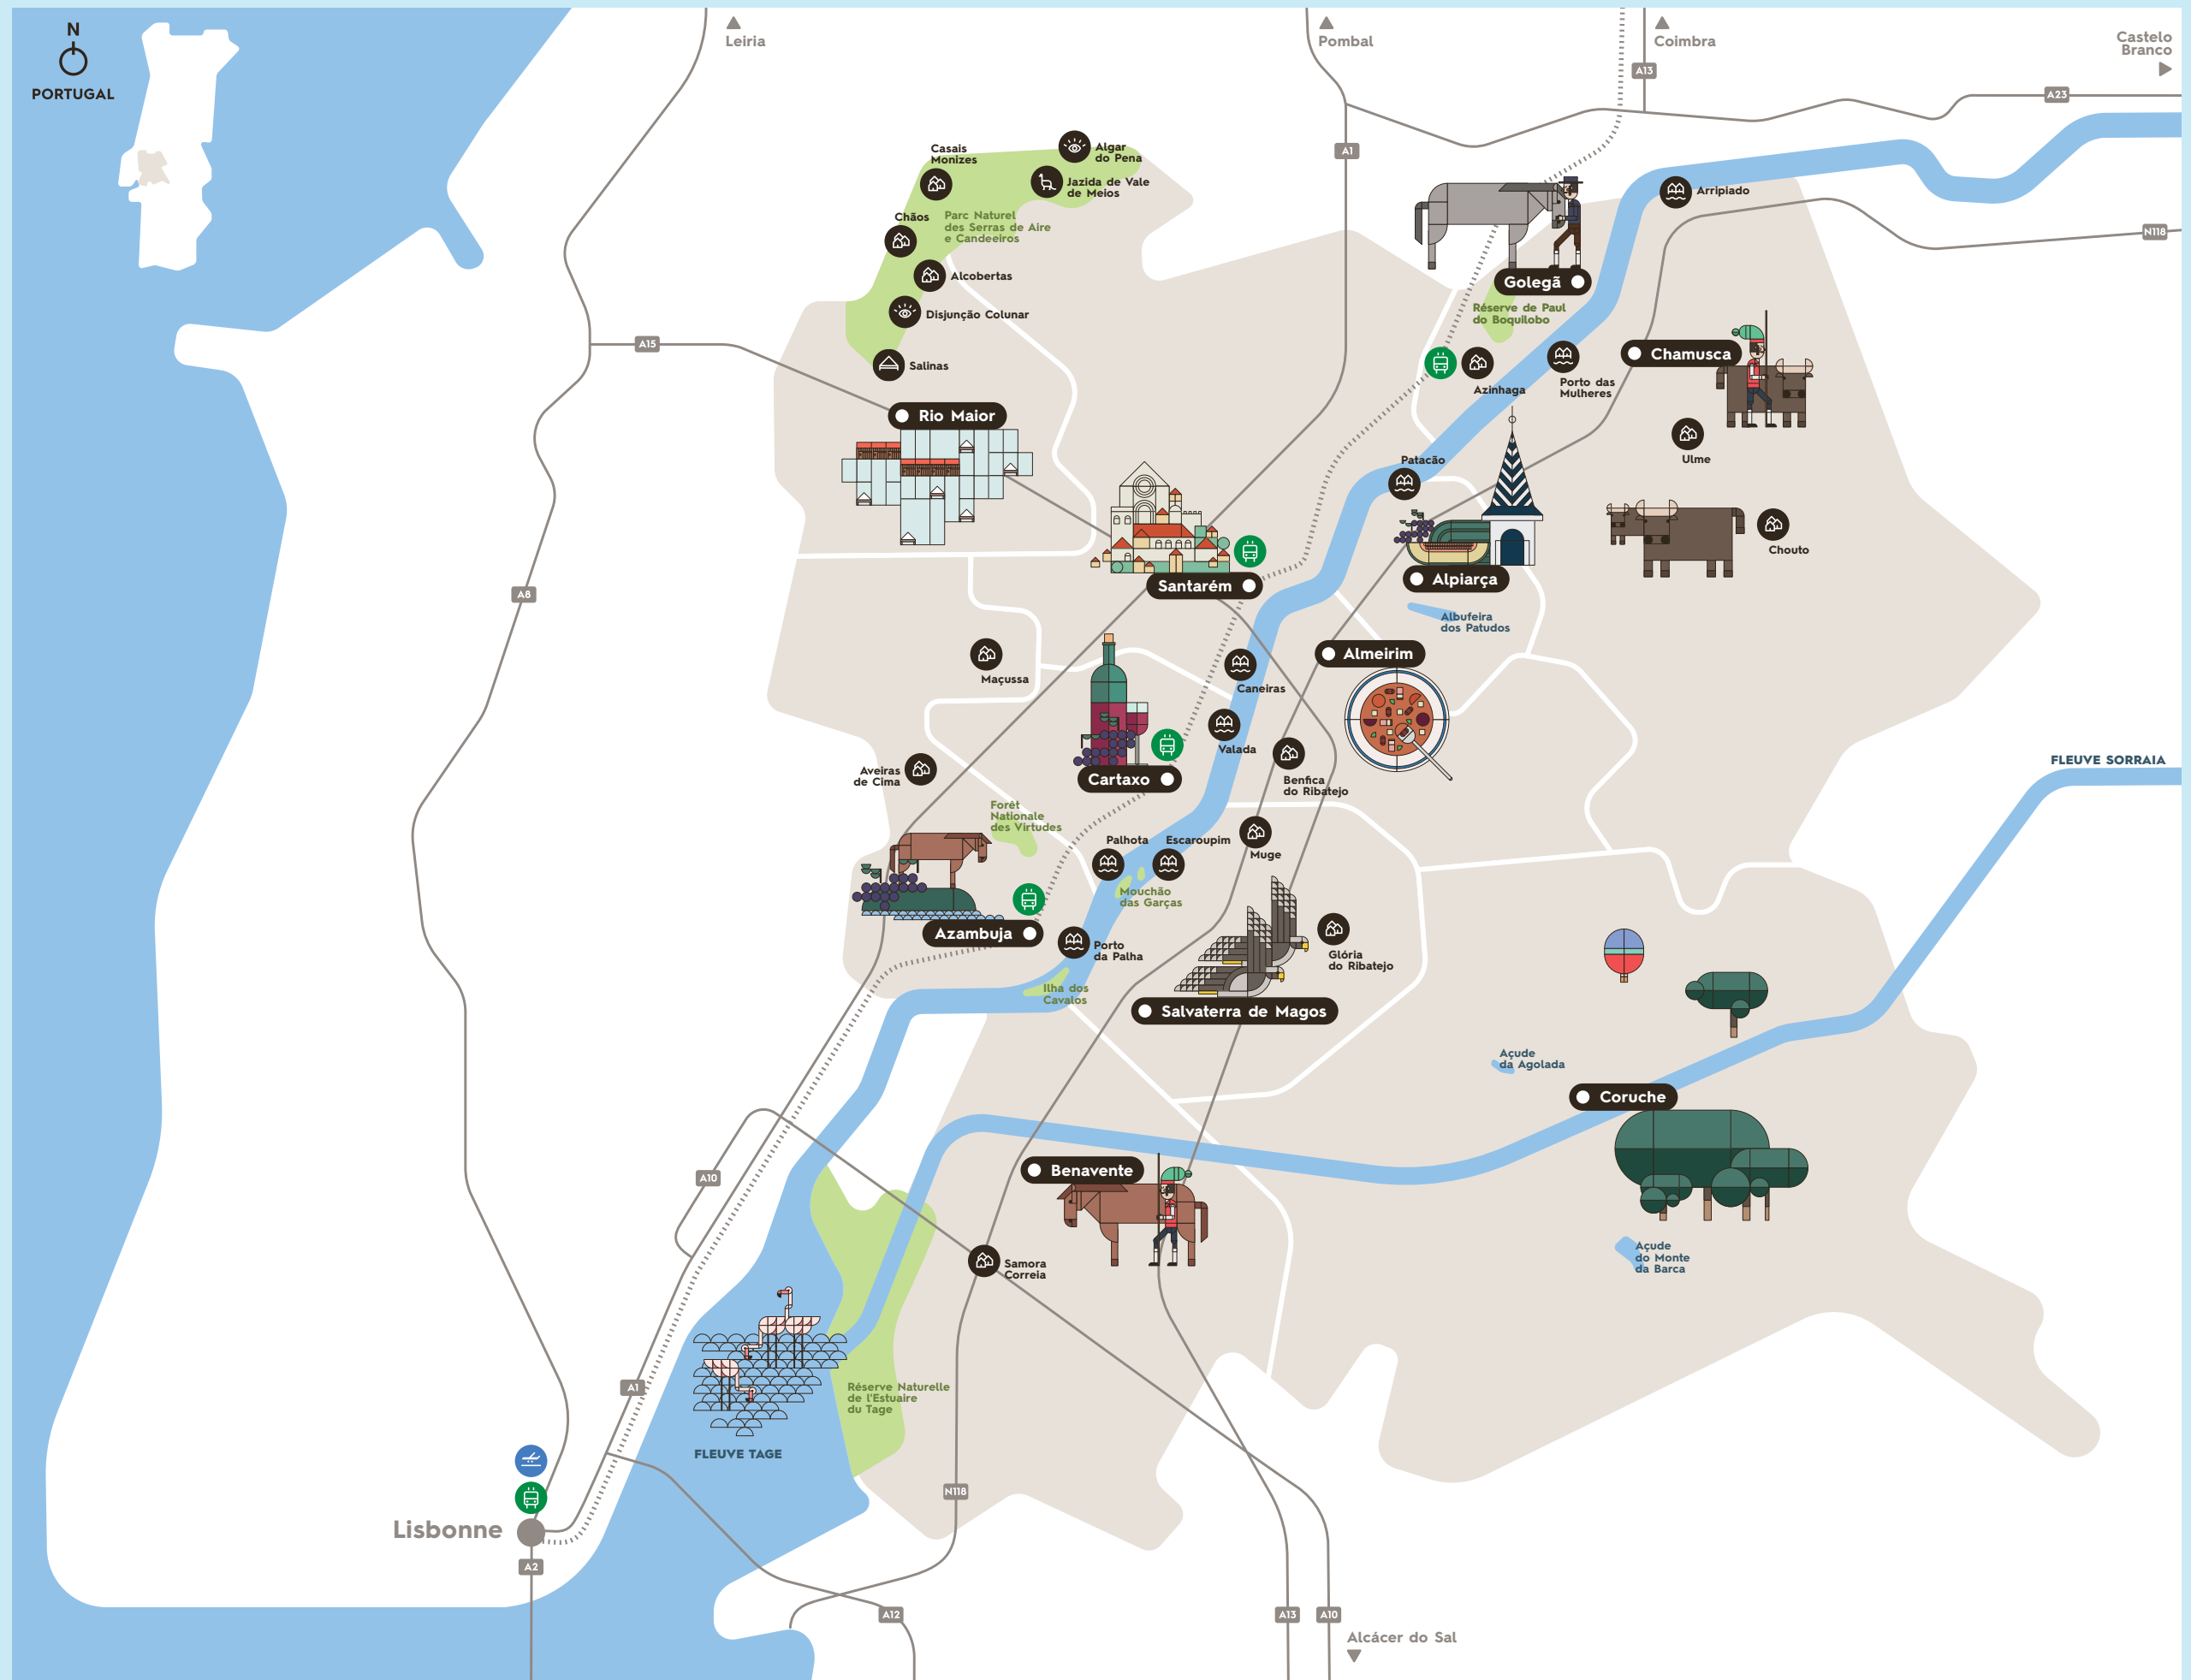 N
PORTUGAL
Leiria
Pombal
Coimbra
Castelo
Branco
A13
A23
A1
N118
A15
A8
Casais
Monizes
Algar
do Pena
Jazida de Vale
de Meios
Chãos
Parc Naturel
des Serras de Aire
e Candeeiros
Alcobertas
Disjunção Colunar
Salinas
Rio Maior
Arripiado
Golegã
Réserve de Paul
do Boquilobo
Azinhaga
Porto das
Mulheres
Chamusca
Ulme
Chouto
Patacão
Alpiarça
Albufeira
dos Patudos
Santarém
Almeirim
Maçussa
Caneiras
Valada
Cartaxo
Benfica
do Ribatejo
Aveiras
de Cima
Forêt
Nationale
des Virtudes
Palhota
Escaroupim
Muge
Mouchão
das Garças
Azambuja
Porto
da Palha
Glória
do Ribatejo
Ilha dos
Cavalos
Salvaterra de Magos
FLEUVE SORRAIA
Açude
da Agolada
Coruche
Açude
do Monte
da Barca
A10
Benavente
Samora
Correia
A1
Réserve Naturelle
de l'Estuaire
du Tage
FLEUVE TAGE
N118
Lisbonne
A2
A12
A13
A10
Alcácer do Sal